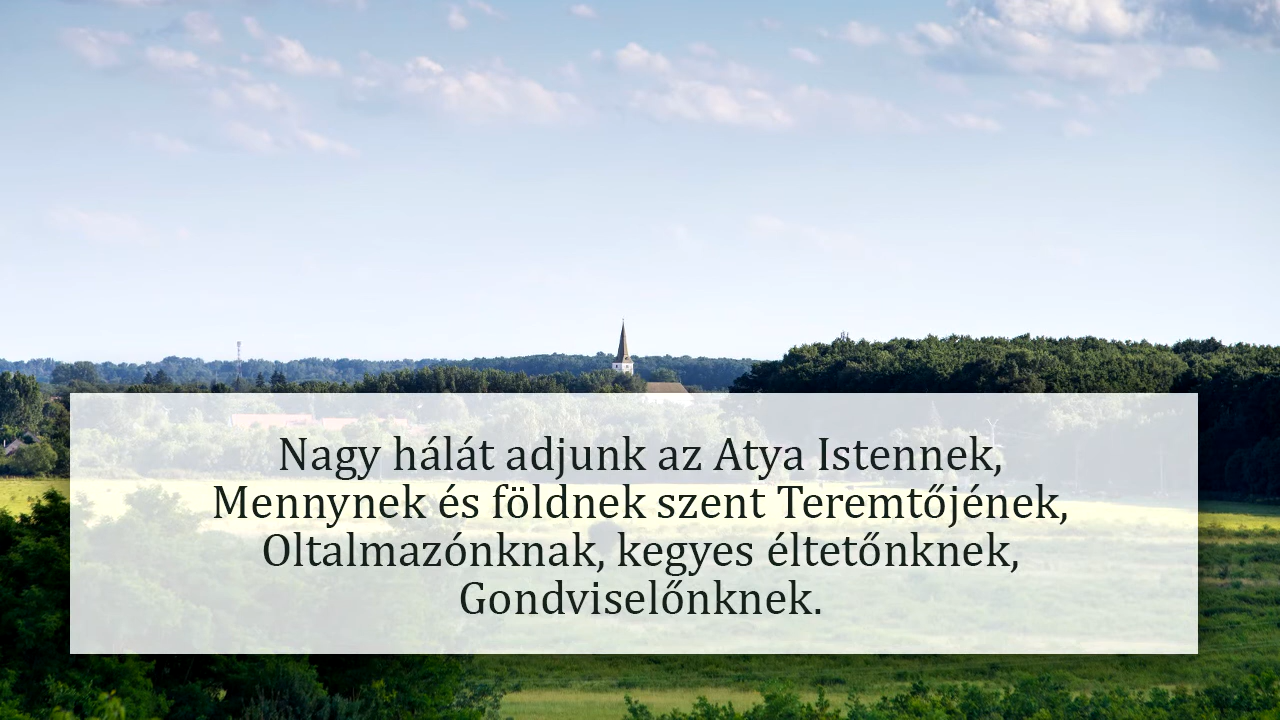 Nagy hálát adjunk az Atya Istennek,
Mennynek és földnek szent Teremtőjének,
Oltalmazónknak, kegyes éltetőnknek,
Gondviselőnknek.